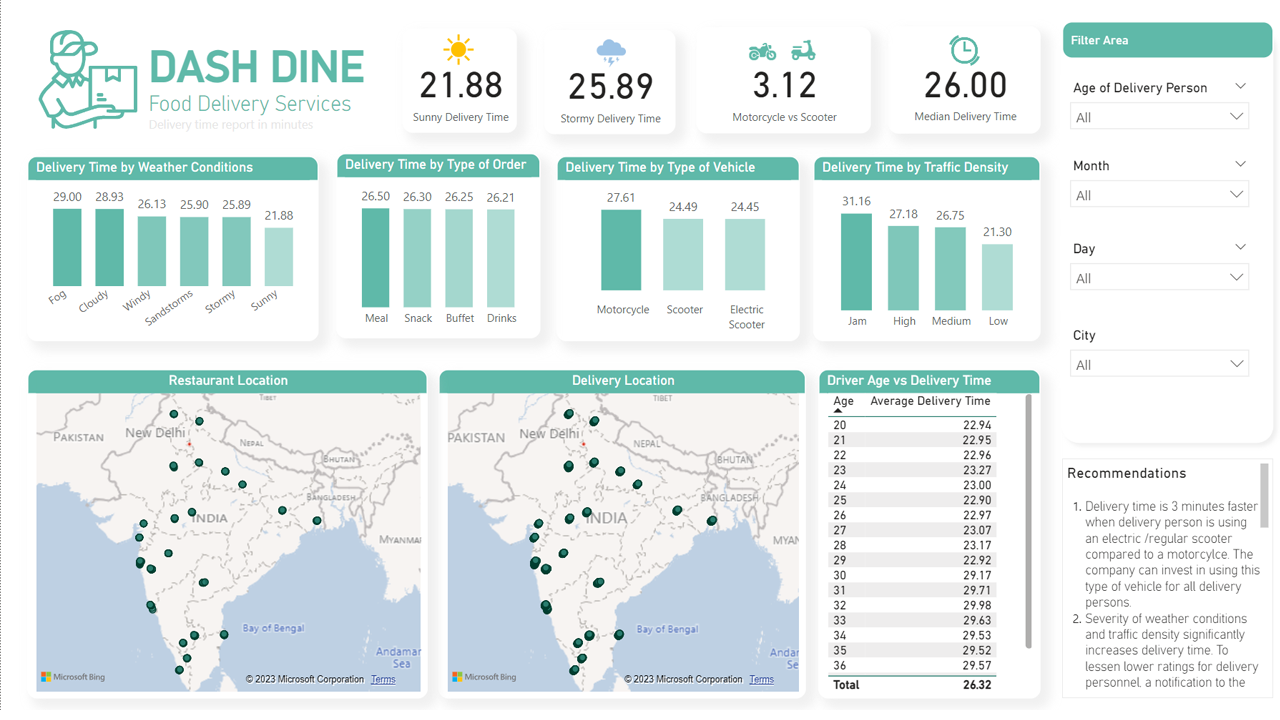 DASH DINE
Food Delivery Services
Delivery time report in minutes
21.88
Sunny Delivery Time
25.89
Stormy Delivery Time
3.12
Motorcycle vs Scooter
26.00
Median Delivery Time
Filter Area
Age of Delivery Person
All
Month
All
Day
All
City
All
Delivery Time by Weather Conditions
29.00 28.93 26.13 25.90 25.89 21.88
Fog Cloudy Windy Sandstorms Stormy Sunny
Delivery Time by Type of Order
26.50 26.30 26.25 26.21
Meal Snack Buffet Drinks
Delivery Time by Type of Vehicle
27.61 24.49 24.45
Motorcycle Scooter Electric
Scooter
Delivery Time by Traffic Density
31.16 27.18 26.75 21.30
Jam High Medium Low
Restaurant Location
TIBET
PAKISTAN
New Delhi
NEPAL
BHUTAN
BANGLADESH
INDIA
MYANMAR
Bay of Bengal
Andaman
Sea
Microsoft Bing
© 2023 Microsoft Corporation Terms
Delivery Location
TIBET
PAKISTAN
New Delhi
NEPAL
BHUTAN
BANGLADESH
INDIA
MYAN
Bay of Bengal
Anda
Sea
Microsoft Bing
© 2023 Microsoft Corporation Terms
Driver Age vs Delivery Time
Age Average Delivery Time
20 22.94
21 22.95
22 22.96
23 23.27
24 23.00
25 22.90
26 22.97
27 23.07
28 23.17
29 22.92
30 29.17
31 29.71
32 29.98
33 29.63
34 29.53
35 29.52
36 29.57
Total 26.32
Recommendations
1. Delivery time is 3 minutes faster
when delivery person is using
an electric /regular scooter
compared to a motorcylce. The
company can invest in using this
type of vehicle for all delivery
persons.
2. Severity of weather conditions
and traffic density significantly
increases delivery time. To
lessen lower ratings for delivery
personnel, a notification to the